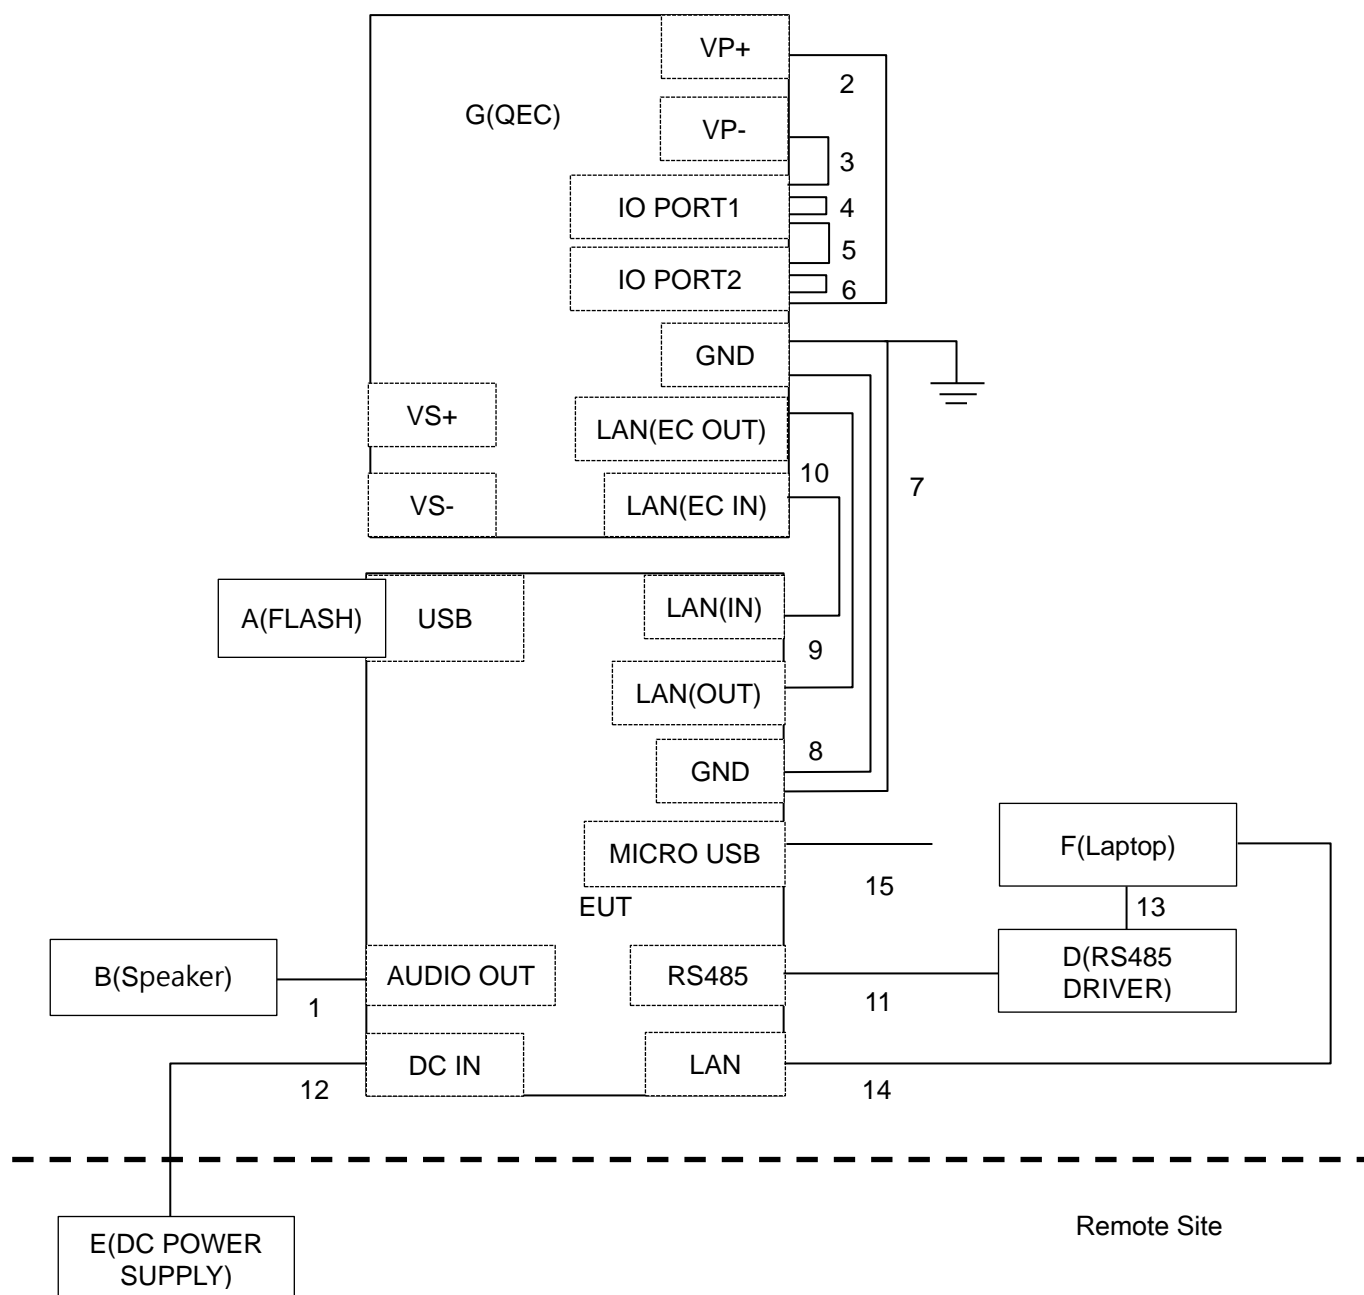 VP+
2
G(QEC)
VP-
3
IO PORT1
4
5
IO PORT2
6
GND
VS+
LAN(EC OUT)
10
7
VS-
LAN(EC IN)
A(FLASH)
USB
LAN(IN)
9
LAN(OUT)
8
GND
MICRO USB
F(Laptop)
15
EUT
13
B(Speaker)
AUDIO OUT
RS485
D(RS485
DRIVER)
1
11
DC IN
LAN
12
14
Remote Site
E(DC POWER
SUPPLY)